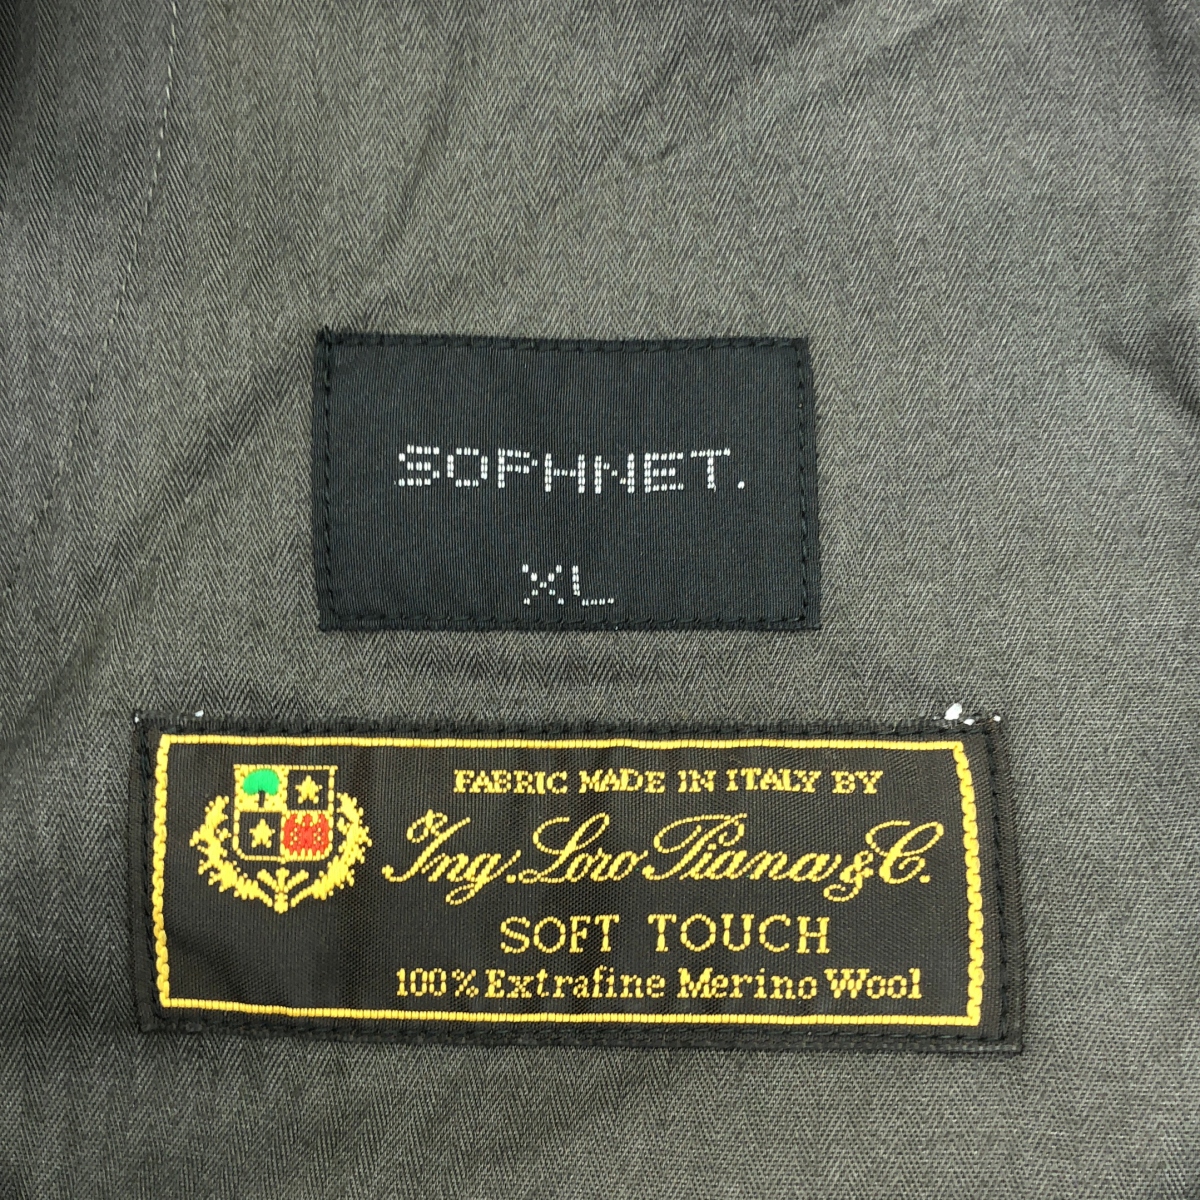 SOPHNET.
XL
FABRIC MADE IN ITALY BY
Ing. Loro Piana & C.
SOFT TOUCH
100% Extrafine Merino Wool